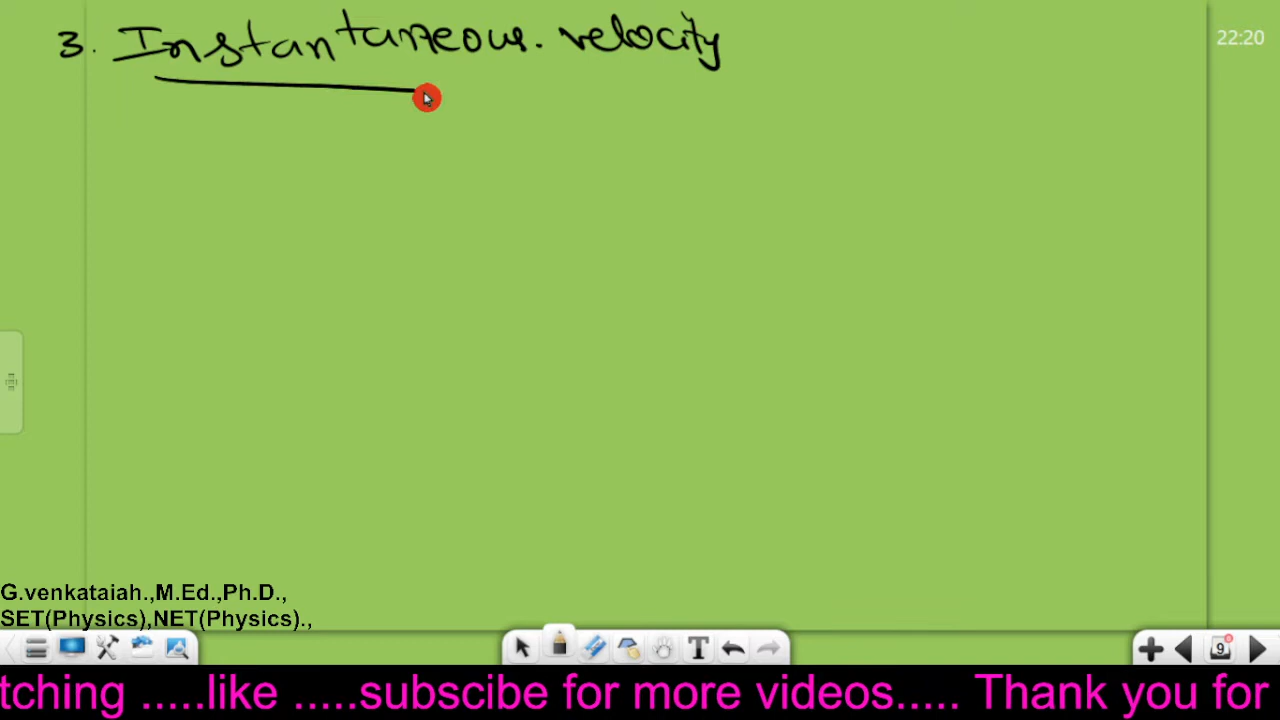 3. Instantaneous. velocity
22:20
G.venkataiah.,M.Ed.,Ph.D.,
SET(Physics),NET(Physics).,
T
9
tching .....like .....subscibe for more videos..... Thank you for